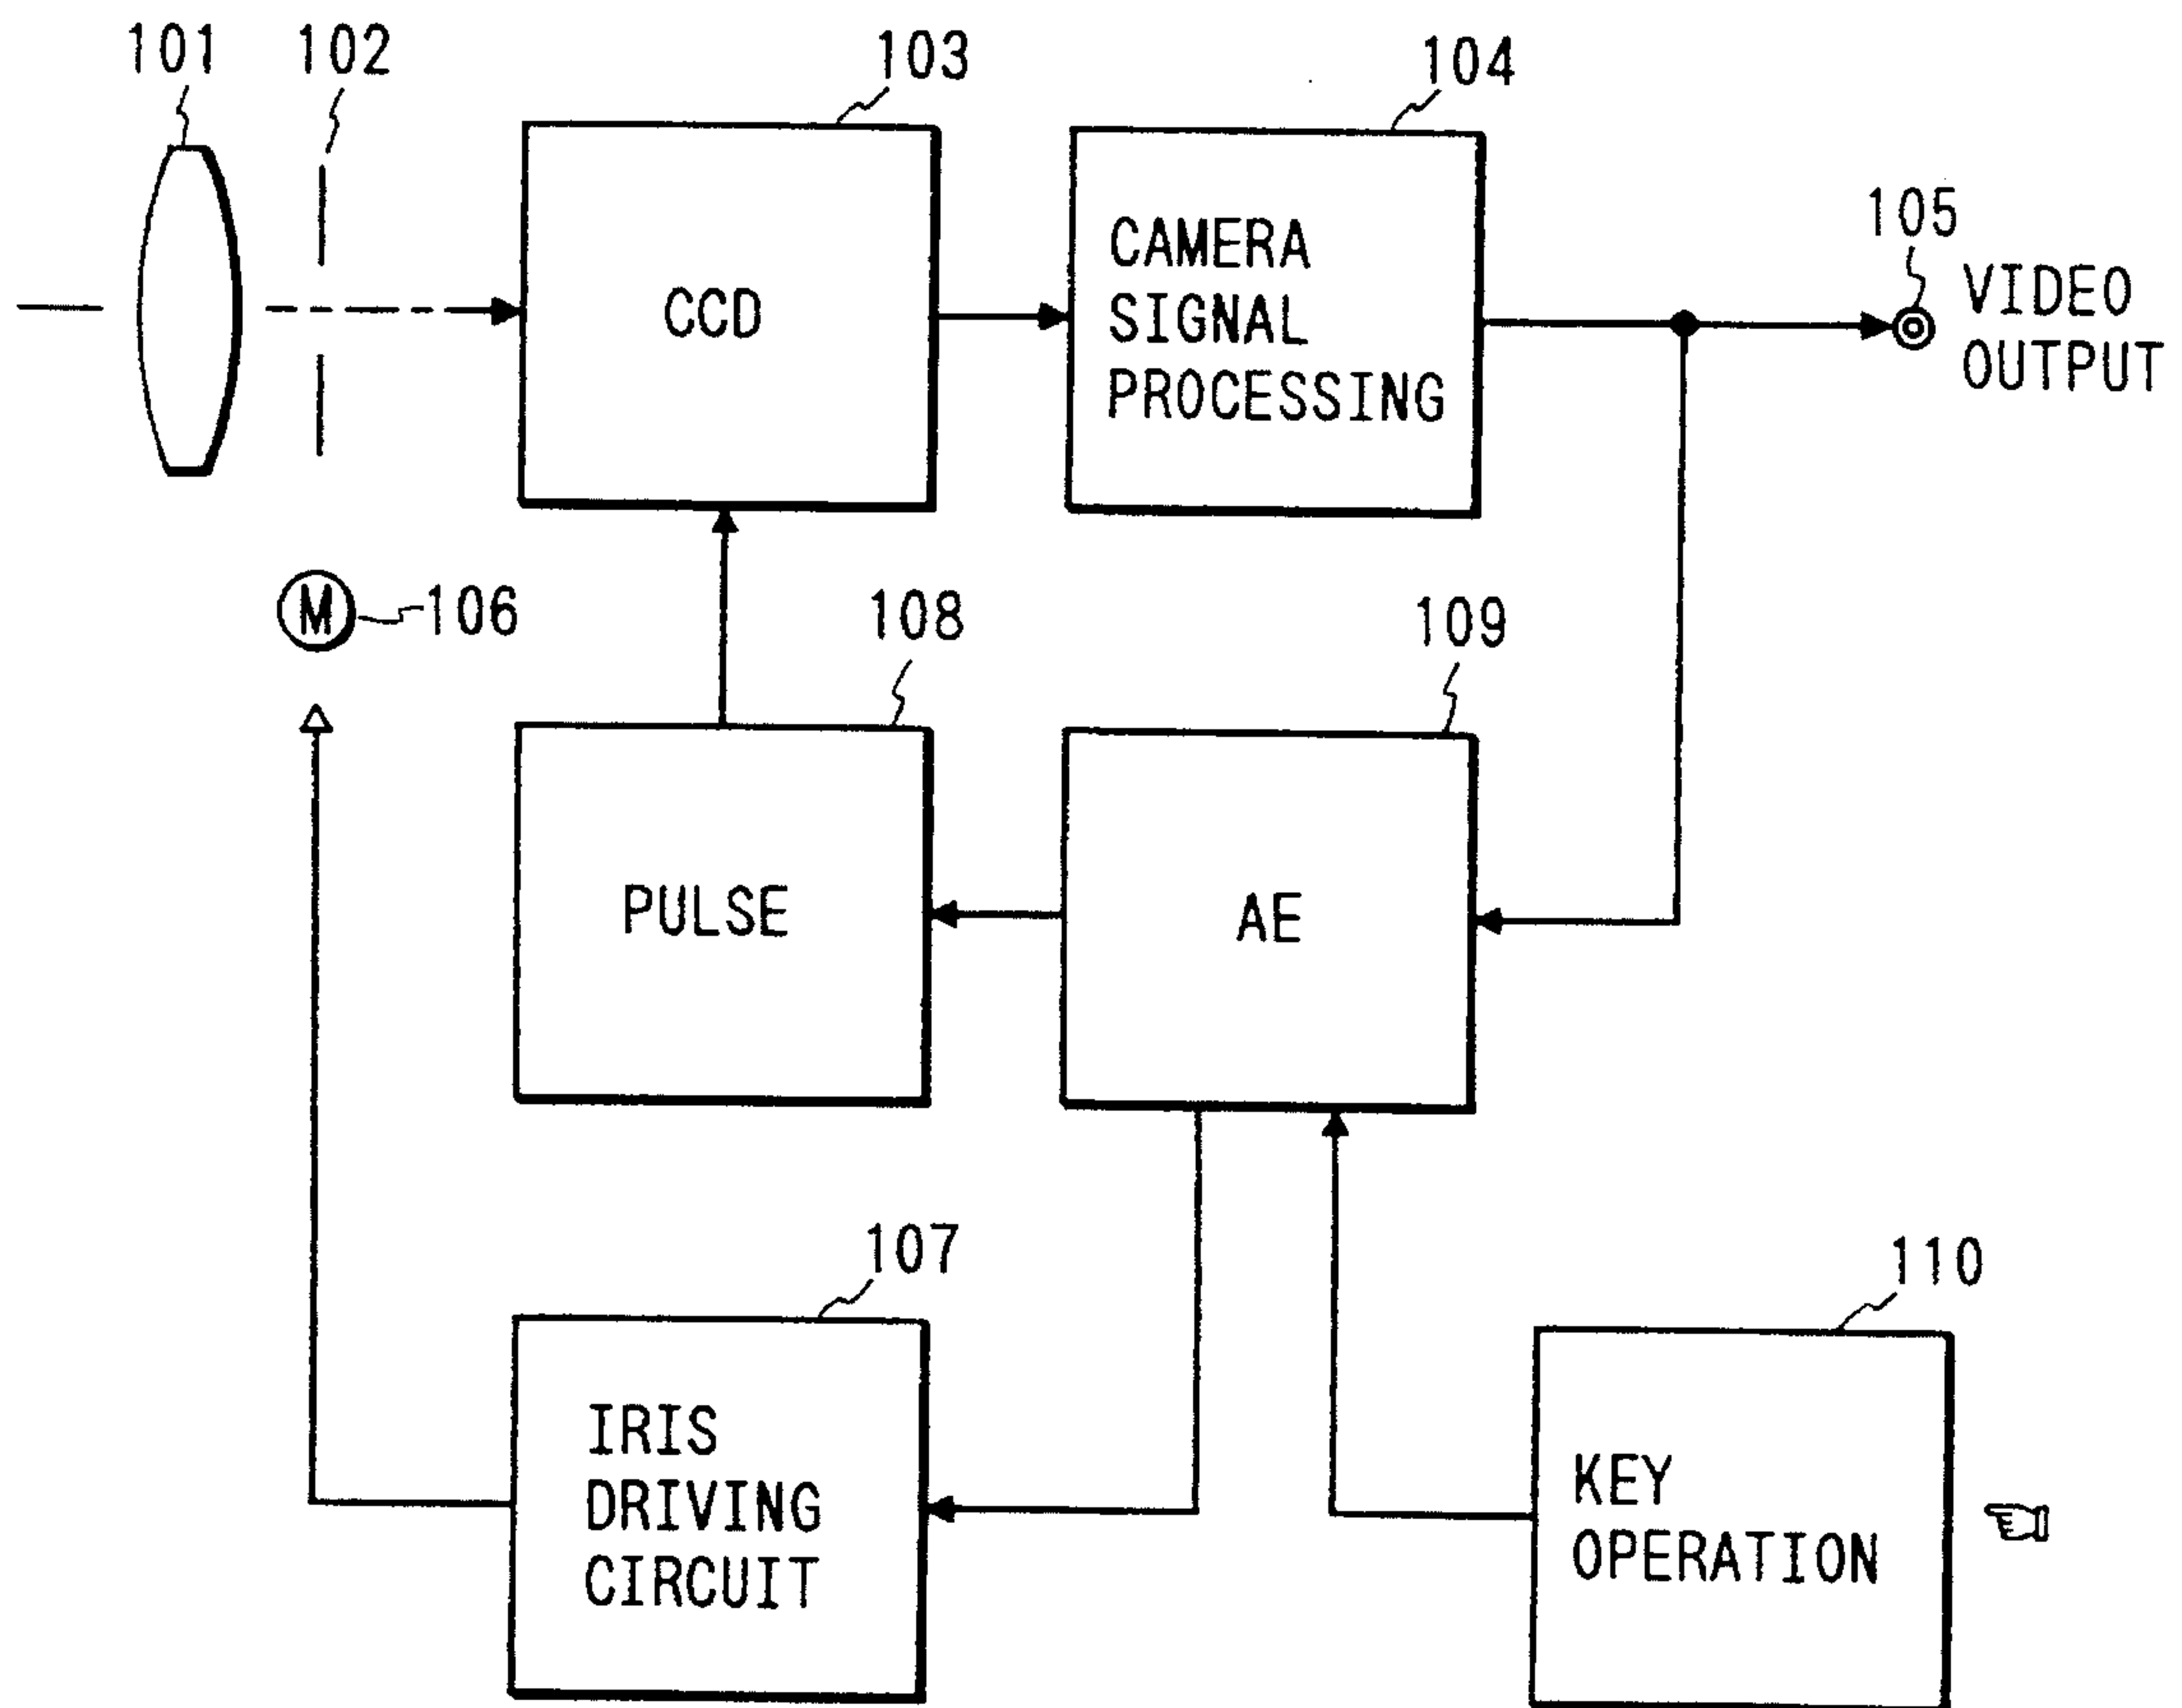 101
102
103
104
CCD
CAMERA
SIGNAL
PROCESSING
105
VIDEO
OUTPUT
M
106
108
109
PULSE
AE
107
110
IRIS
DRIVING
CIRCUIT
KEY
OPERATION